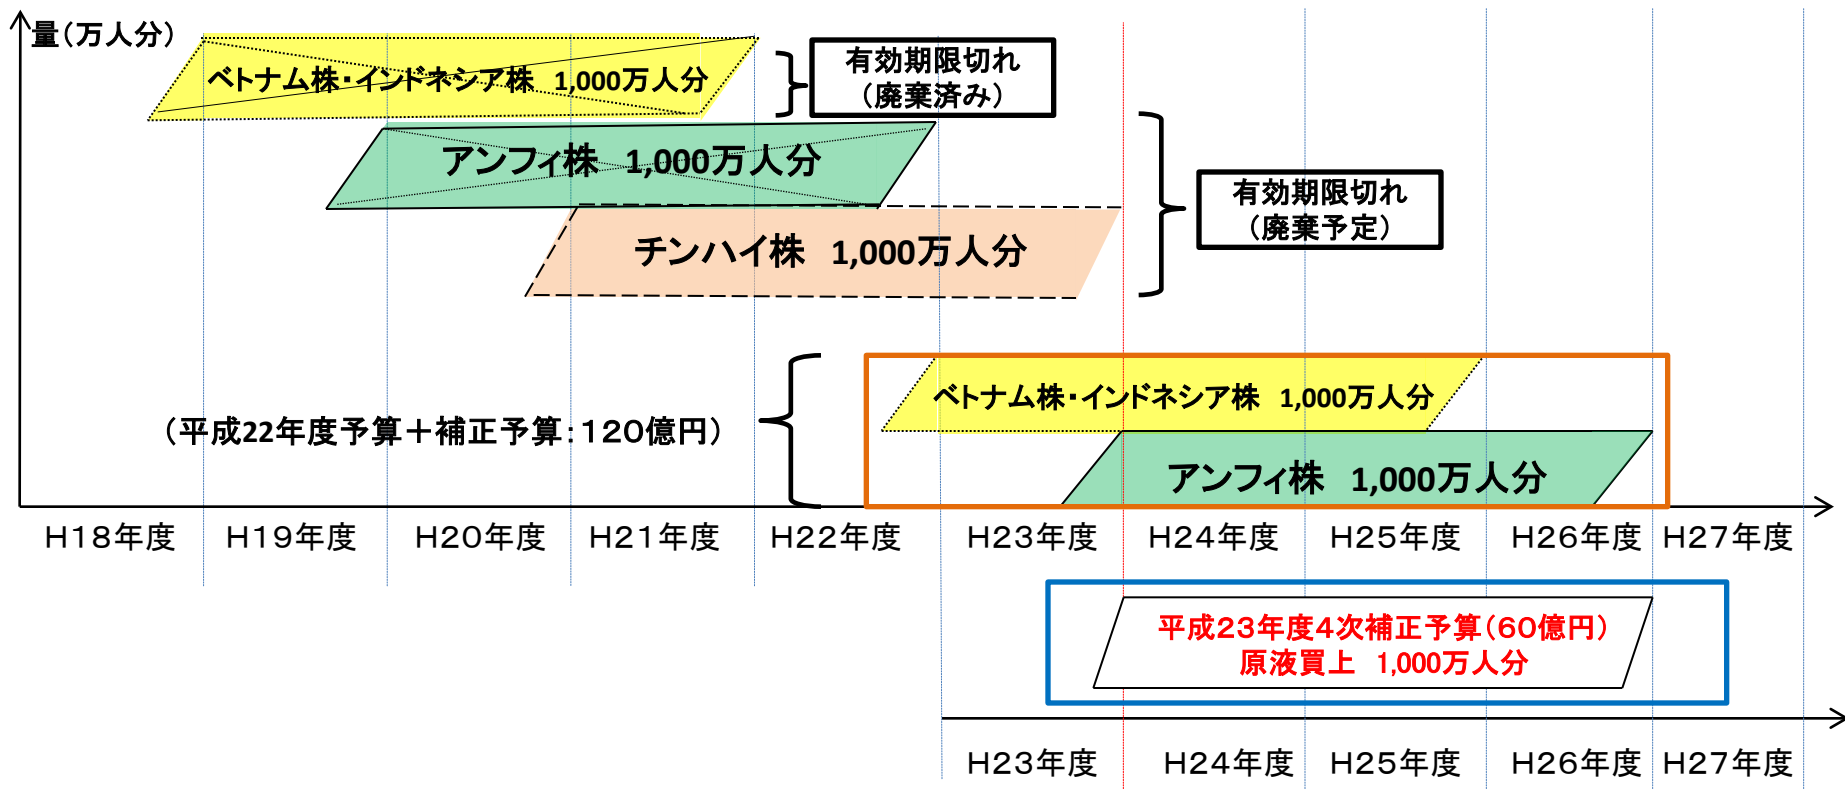 量(万人分)
ベトナム株・インドネシア株 1,000万人分
有効期限切れ
(廃棄済み)
アンフィ株 1,000万人分
有効期限切れ
(廃棄予定)
チンハイ株 1,000万人分
(平成22年度予算+補正予算:120億円)
ベトナム株・インドネシア株 1,000万人分
アンフィ株 1,000万人分
H18年度 H19年度 H20年度 H21年度 H22年度 H23年度 H24年度 H25年度 H26年度 H27年度
平成23年度4次補正予算(60億円)
原液買上 1,000万人分
H23年度 H24年度 H25年度 H26年度 H27年度